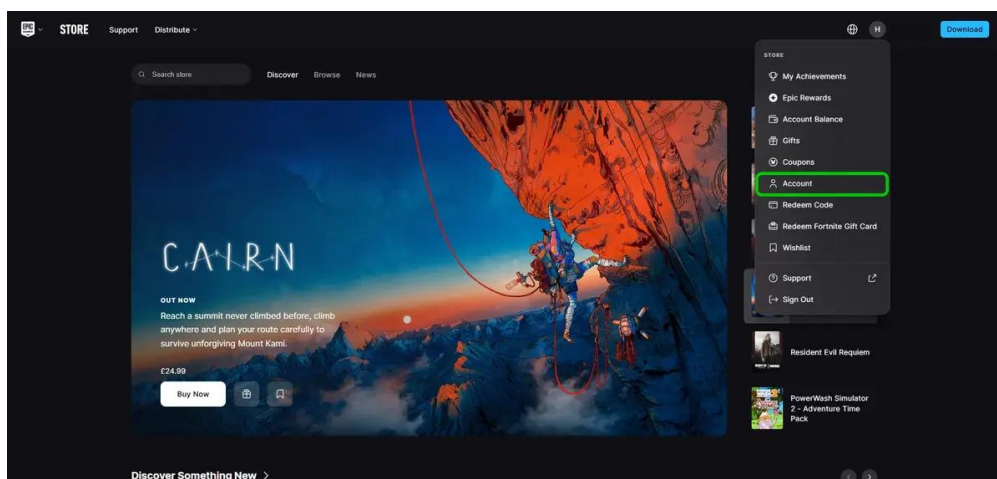 EPIC GAMES
STORE
Support
Distribute
H
Download
Search store
Discover
Browse
News
STORE
My Achievements
Epic Rewards
Account Balance
Gifts
Coupons
Account
Redeem Code
Redeem Fortnite Gift Card
Wishlist
Support
Sign Out
CAIRN
OUT NOW
Reach a summit never climbed before, climb
anywhere and plan your route carefully to
survive unforgiving Mount Kami.
£24.99
Buy Now
Resident Evil Requiem
PowerWash Simulator
2 - Adventure Time
Pack
Discover Something New